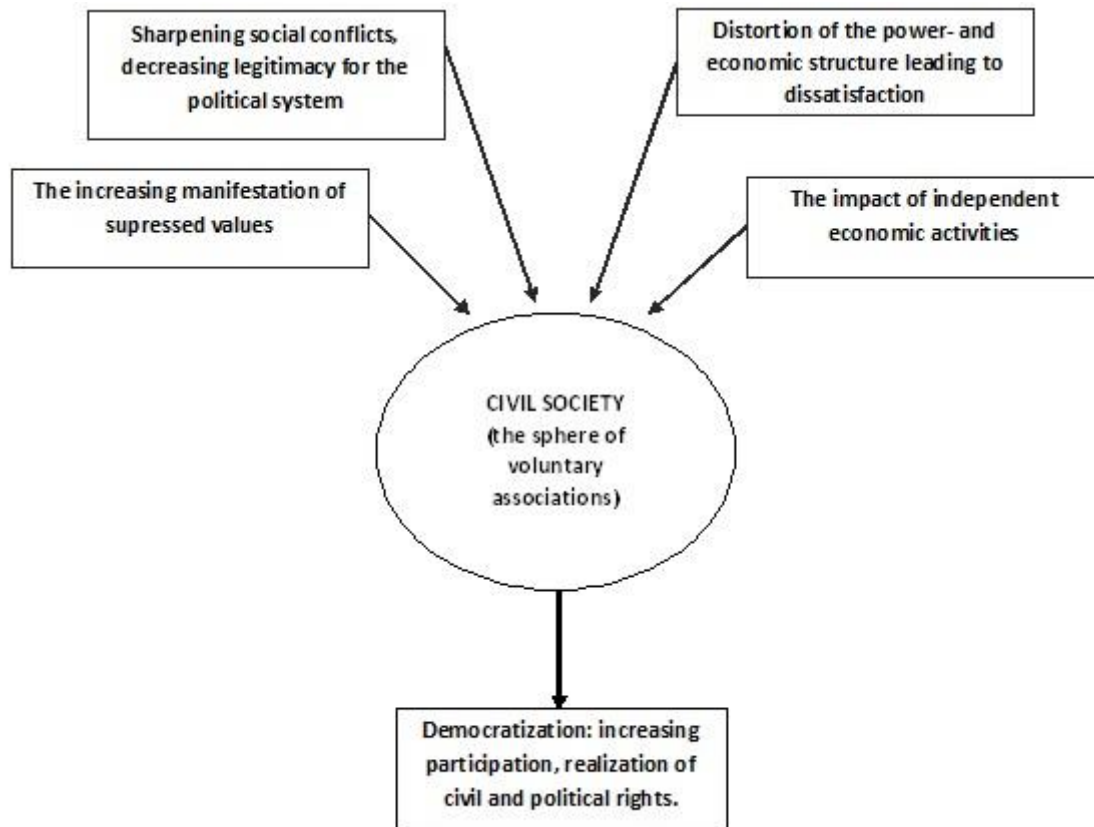 Sharpening social conflicts,
decreasing legitimacy for the
political system
Distortion of the power- and
economic structure leading to
dissatisfaction
The increasing manifestation of
supressed values
The impact of independent
economic activities
CIVIL SOCIETY
(the sphere of
voluntary
associations)
Democratization: increasing
participation, realization of
civil and political rights.